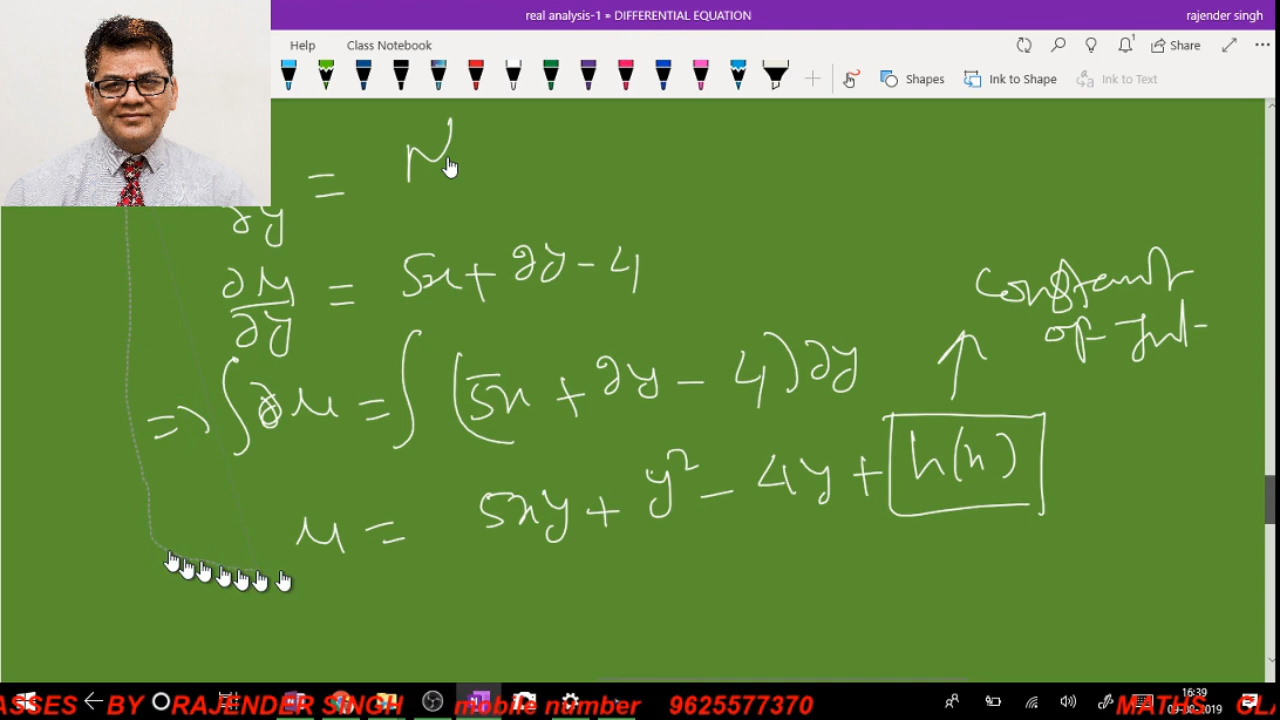 real analysis-1 » DIFFERENTIAL EQUATION
rajender singh
Help Class Notebook
Share
Shapes Ink to Shape Ink to Text
∂y = N
∂u/∂y = 5x + 2y - 4
constant
of Int-
=> ∫∂u = ∫(5x + 2y - 4)∂y
u = 5xy + y² - 4y + h(x)
16:39
ASSES - BY RAJENDER SINGH mobile number 9625577370 MATHS